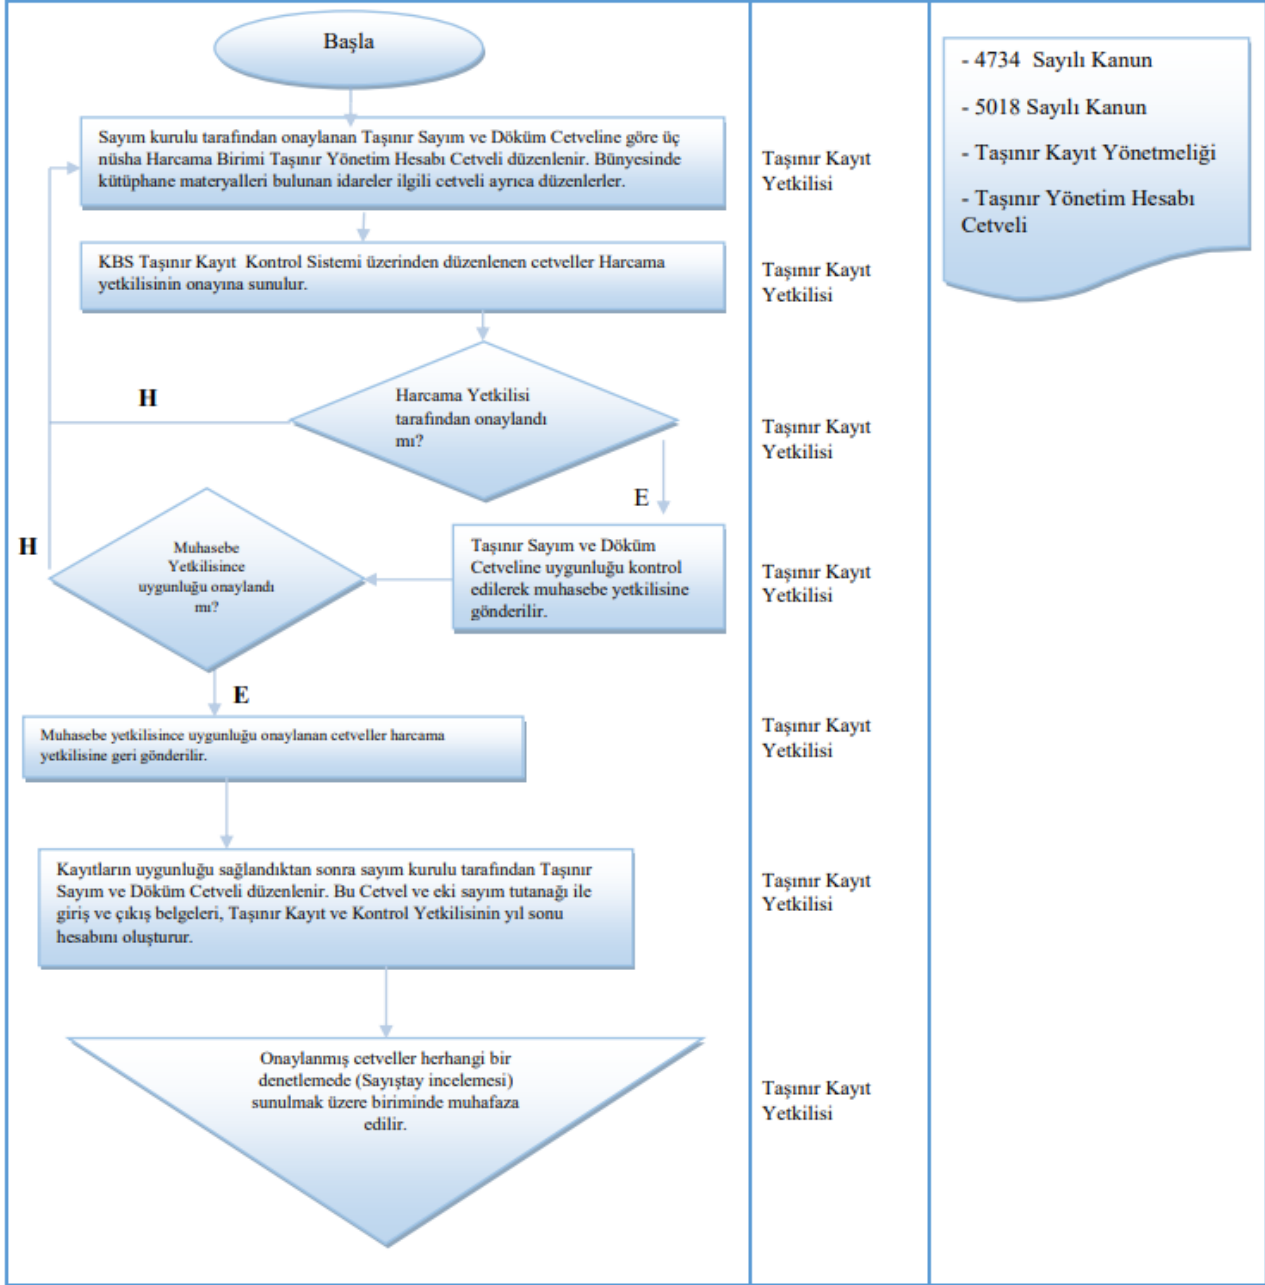 Başla
Sayım kurulu tarafından onaylanan Taşınır Sayım ve Döküm Cetveline göre üç
nüsha Harcama Birimi Taşınır Yönetim Hesabı Cetveli düzenlenir. Bünyesinde
kütüphane materyalleri bulunan idareler ilgili cetveli ayrıca düzenlerler.
Taşınır Kayıt
Yetkilisi
- 4734 Sayılı Kanun
- 5018 Sayılı Kanun
- Taşınır Kayıt Yönetmeliği
- Taşınır Yönetim Hesabı
Cetveli
KBS Taşınır Kayıt Kontrol Sistemi üzerinden düzenlenen cetveller Harcama
yetkilisinin onayına sunulur.
Taşınır Kayıt
Yetkilisi
H
Harcama Yetkilisi
tarafından onaylandı
mı?
Taşınır Kayıt
Yetkilisi
E
H
Muhasebe
Yetkilisince
uygunluğu onaylandı
mı?
Taşınır Sayım ve Döküm
Cetveline uygunluğu kontrol
edilerek muhasebe yetkilisine
gönderilir.
Taşınır Kayıt
Yetkilisi
E
Muhasebe yetkilisince uygunluğu onaylanan cetveller harcama
yetkilisine geri gönderilir.
Taşınır Kayıt
Yetkilisi
Kayıtların uygunluğu sağlandıktan sonra sayım kurulu tarafından Taşınır
Sayım ve Döküm Cetveli düzenlenir. Bu Cetvel ve eki sayım tutanağı ile
giriş ve çıkış belgeleri, Taşınır Kayıt ve Kontrol Yetkilisinin yıl sonu
hesabını oluşturur.
Taşınır Kayıt
Yetkilisi
Onaylanmış cetveller herhangi bir
denetlemede (Sayıştay incelemesi)
sunulmak üzere biriminde muhafaza
edilir.
Taşınır Kayıt
Yetkilisi